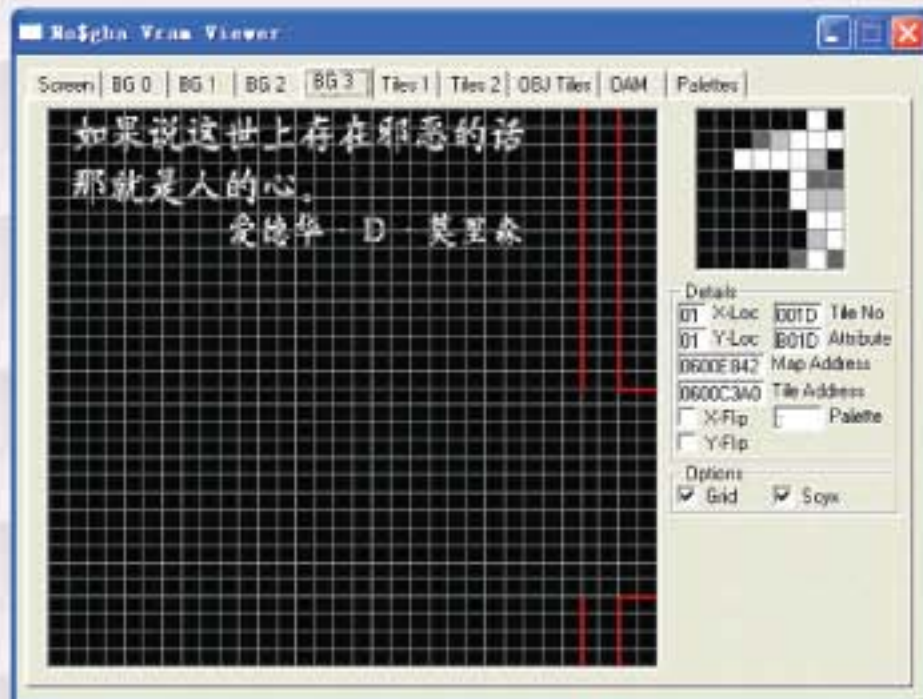 No$gba Vram Viewer
Screen BG 0 BG 1 BG 2 BG 3 Tiles 1 Tiles 2 OBJ Tiles OAM Palettes
如果说这世上存在邪恶的话
那就是人的心。
爱德华·D·莫里森
Details
01 X-Loc 001D Tile No
01 Y-Loc B01D Attribute
0600E842 Map Address
0600C3A0 Tile Address
X-Flip Palette
Y-Flip
Options
Grid Scyx